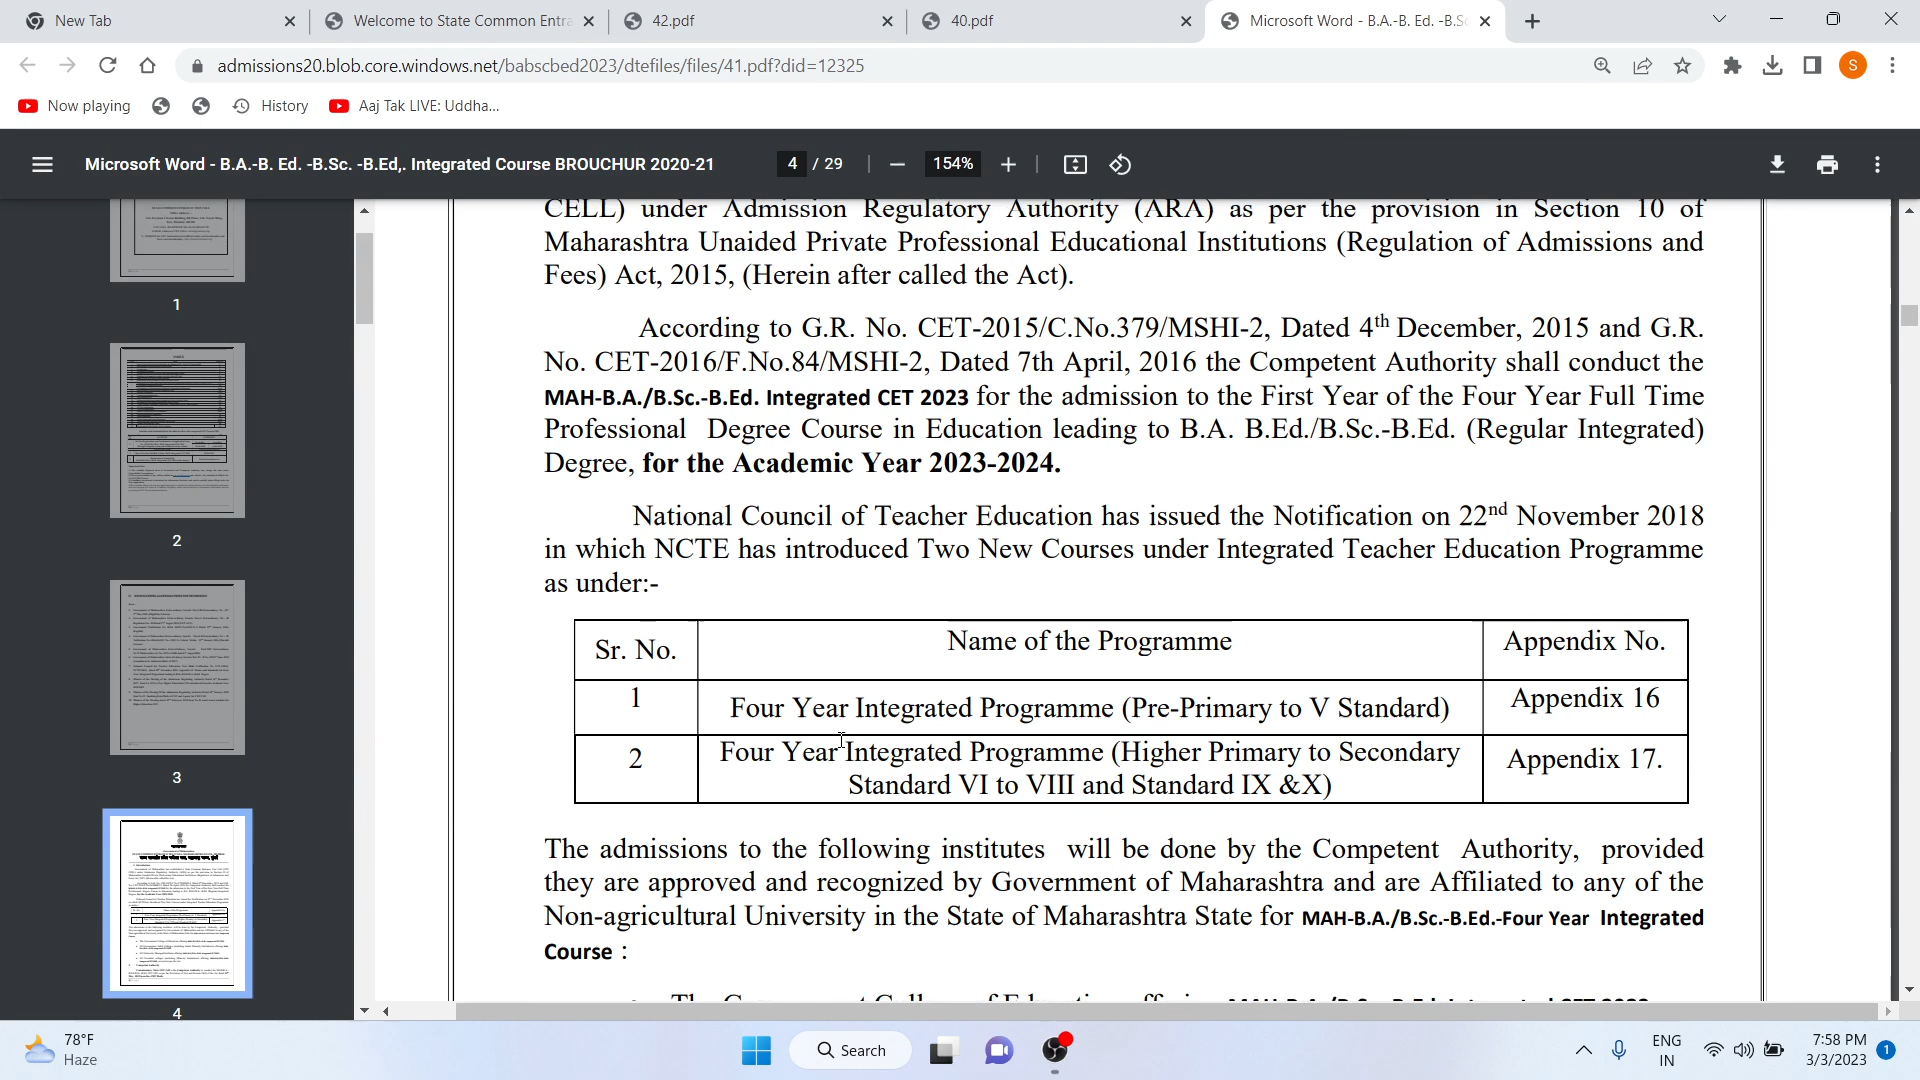 New Tab
Welcome to State Common Entra
42.pdf
40.pdf
Microsoft Word - B.A.-B. Ed. -B.Sc
admissions20.blob.core.windows.net/babscbed2023/dtefiles/files/41.pdf?did=12325
S
Now playing
History
Aaj Tak LIVE: Uddha...
Microsoft Word - B.A.-B. Ed. -B.Sc. -B.Ed,. Integrated Course BROUCHUR 2020-21
4 / 29
154%
1
2
3
4
CELL) under Admission Regulatory Authority (ARA) as per the provision in Section 10 of
Maharashtra Unaided Private Professional Educational Institutions (Regulation of Admissions and
Fees) Act, 2015, (Herein after called the Act).
According to G.R. No. CET-2015/C.No.379/MSHI-2, Dated 4th December, 2015 and G.R.
No. CET-2016/F.No.84/MSHI-2, Dated 7th April, 2016 the Competent Authority shall conduct the
MAH-B.A./B.Sc.-B.Ed. Integrated CET 2023 for the admission to the First Year of the Four Year Full Time
Professional Degree Course in Education leading to B.A. B.Ed./B.Sc.-B.Ed. (Regular Integrated)
Degree, for the Academic Year 2023-2024.
National Council of Teacher Education has issued the Notification on 22nd November 2018
in which NCTE has introduced Two New Courses under Integrated Teacher Education Programme
as under:-
Sr. No. Name of the Programme Appendix No.
1 Four Year Integrated Programme (Pre-Primary to V Standard) Appendix 16
2 Four Year Integrated Programme (Higher Primary to Secondary Appendix 17.
Standard VI to VIII and Standard IX &X)
The admissions to the following institutes will be done by the Competent Authority, provided
they are approved and recognized by Government of Maharashtra and are Affiliated to any of the
Non-agricultural University in the State of Maharashtra State for MAH-B.A./B.Sc.-B.Ed.-Four Year Integrated
Course :
78°F
Haze
Search
ENG
IN
7:58 PM
3/3/2023
1